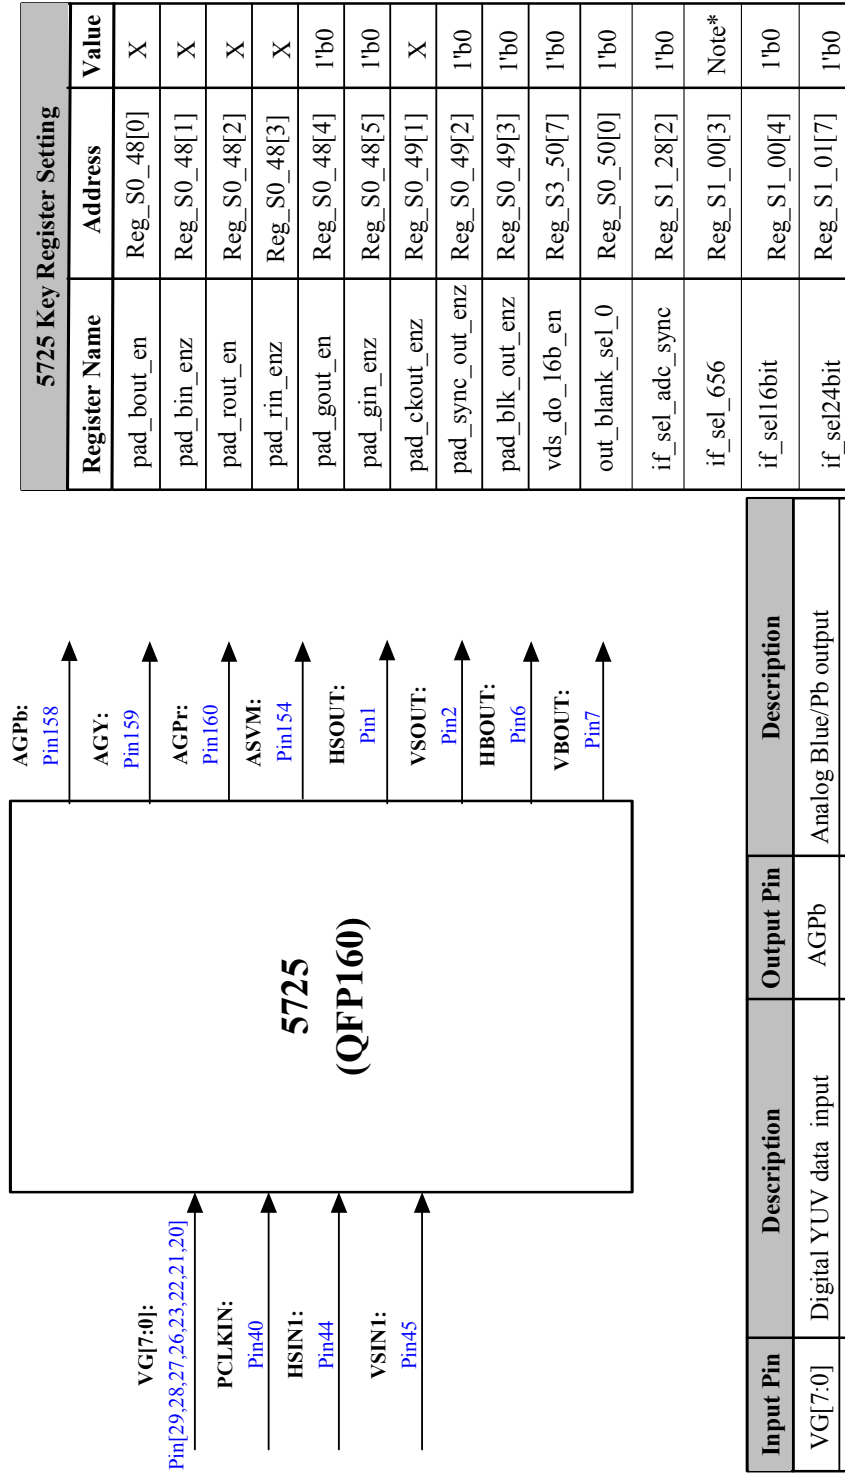 AGPb:
Pin158
AGY:
Pin159
AGPr:
Pin160
ASVM:
Pin154
HSOUT:
Pin1
VSOUT:
Pin2
HBOUT:
Pin6
VBOUT:
Pin7
5725
(QFP160)
VG[7:0]:
Pin[29,28,27,26,23,22,21,20]
PCLKIN:
Pin40
HSIN1:
Pin44
VSIN1:
Pin45
5725 Key Register Setting
Register Name Address Value
pad_bout_en Reg_S0_48[0] X
pad_bin_enz Reg_S0_48[1] X
pad_rout_en Reg_S0_48[2] X
pad_rin_enz Reg_S0_48[3] X
pad_gout_en Reg_S0_48[4] 1'b0
pad_gin_enz Reg_S0_48[5] 1'b0
pad_ckout_enz Reg_S0_49[1] X
pad_sync_out_enz Reg_S0_49[2] 1'b0
pad_blk_out_enz Reg_S0_49[3] 1'b0
vds_do_16b_en Reg_S3_50[7] 1'b0
out_blank_sel_0 Reg_S0_50[0] 1'b0
if_sel_adc_sync Reg_S1_28[2] 1'b0
if_sel_656 Reg_S1_00[3] Note*
if_sel16bit Reg_S1_00[4] 1'b0
if_sel24bit Reg_S1_01[7] 1'b0
Input Pin Description Output Pin Description
VG[7:0] Digital YUV data input AGPb Analog Blue/Pb output